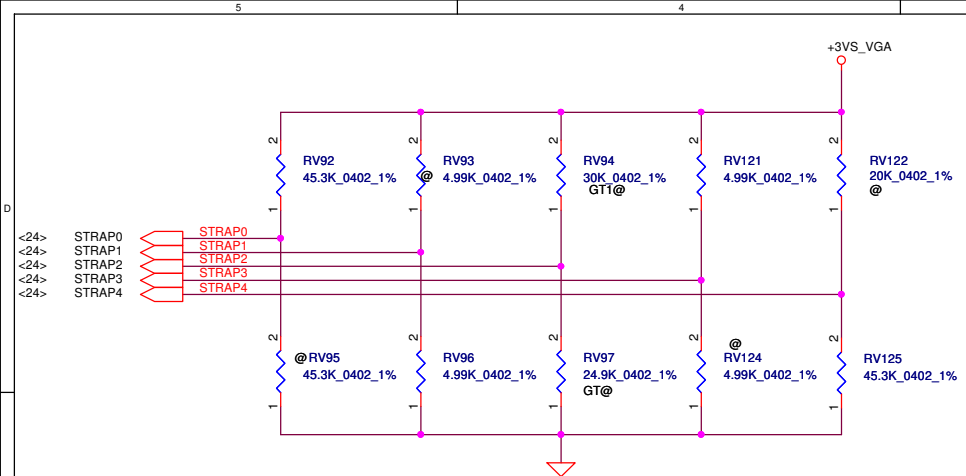 5 4
+3VS_VGA
2 2 2 2 2
RV92 RV93 RV94 RV121 RV122
45.3K_0402_1% @ 4.99K_0402_1% 30K_0402_1% 4.99K_0402_1% 20K_0402_1%
GTT@ @
1 1 1 1 1
D
<24> STRAP0 STRAP0
<24> STRAP1 STRAP1
<24> STRAP2 STRAP2
<24> STRAP3 STRAP3
<24> STRAP4 STRAP4
2 2 2 2 2
@ RV95 RV96 RV97 @ RV124 RV125
45.3K_0402_1% 4.99K_0402_1% 24.9K_0402_1% 4.99K_0402_1% 45.3K_0402_1%
GT@
1 1 1 1 1